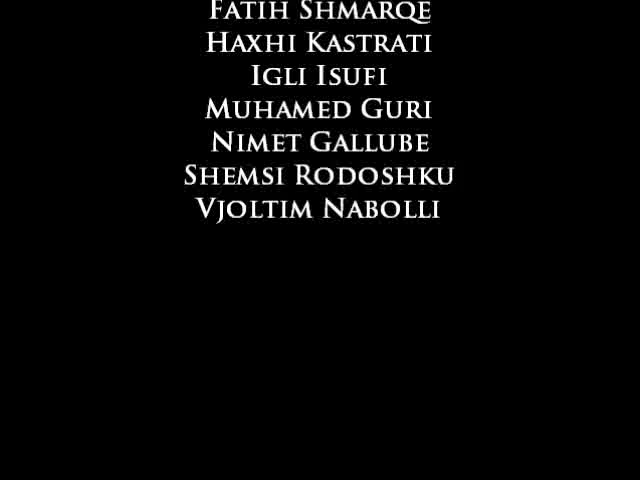 Fatih Shmarqe
Haxhi Kastrati
Igli Isufi
Muhamed Guri
Nimet Gallube
Shemsi Rodoshku
Vjoltim Nabolli